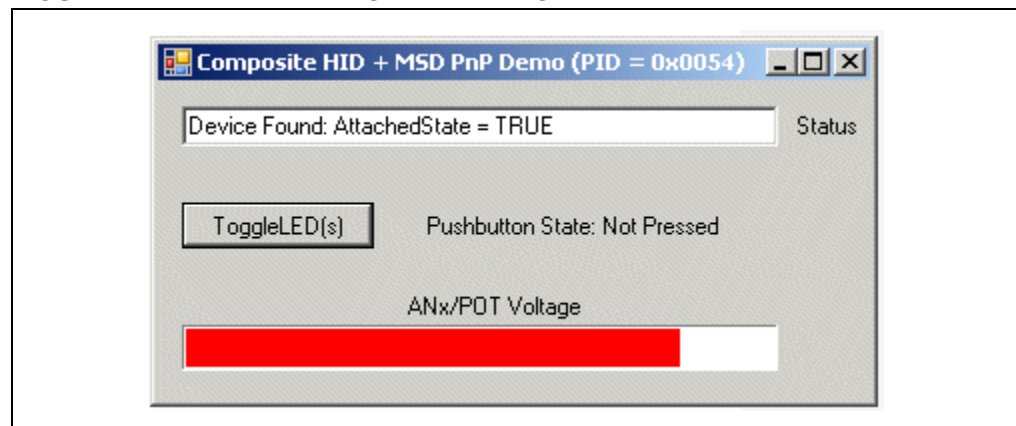 Composite HID + MSD PnP Demo (PID = 0x0054)
Device Found: AttachedState = TRUE
Status
ToggleLED(s)
Pushbutton State: Not Pressed
ANx/POT Voltage